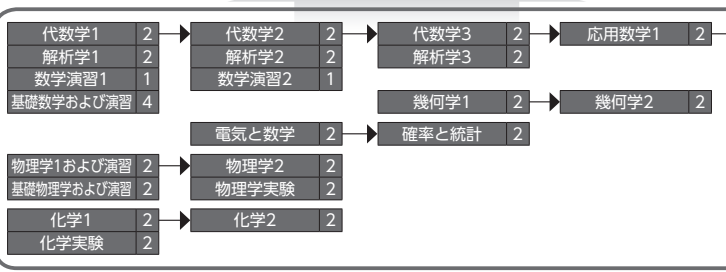 代数学1 2 代数学2 2 代数学3 2 応用数学1 2
解析学1 2 解析学2 2 解析学3 2
数学演習1 1 数学演習2 1
基礎数学および演習 4 幾何学1 2 幾何学2 2
電気と数学 2 確率と統計 2
物理学1および演習 2 物理学2 2
基礎物理学および演習 2 物理学実験 2
化学1 2 化学2 2
化学実験 2